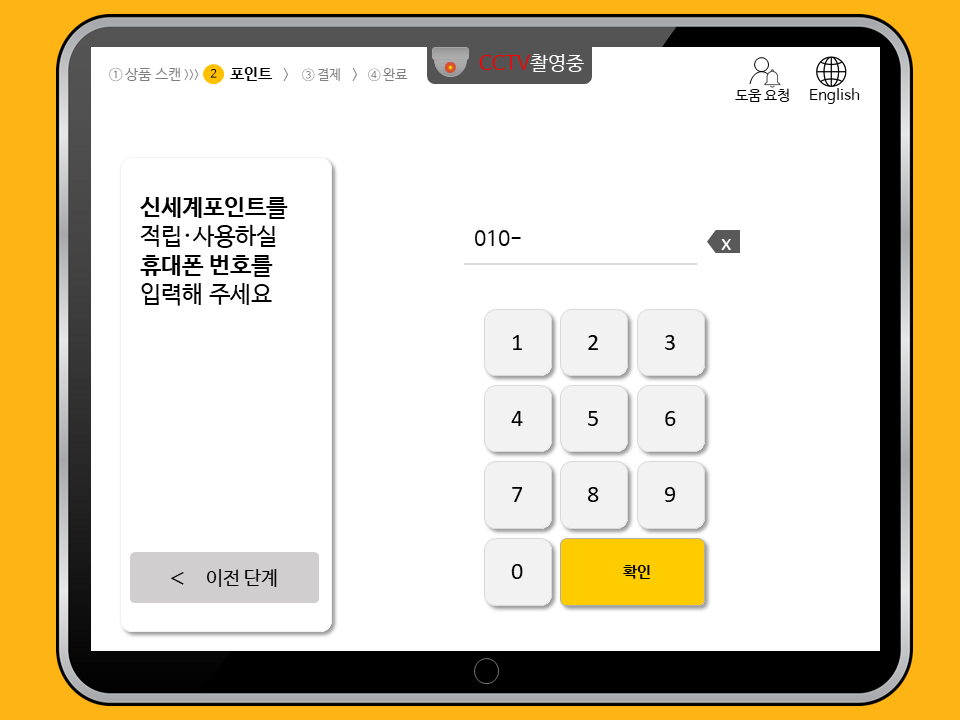 ①상품 스캔 》》 2 포인트 〉 ③결제 〉 ④완료
CCTV촬영중
도움 요청
English
신세계포인트를
적립·사용하실
휴대폰 번호를
입력해 주세요
< 이전 단계
010-
x
1 2 3
4 5 6
7 8 9
0 확인